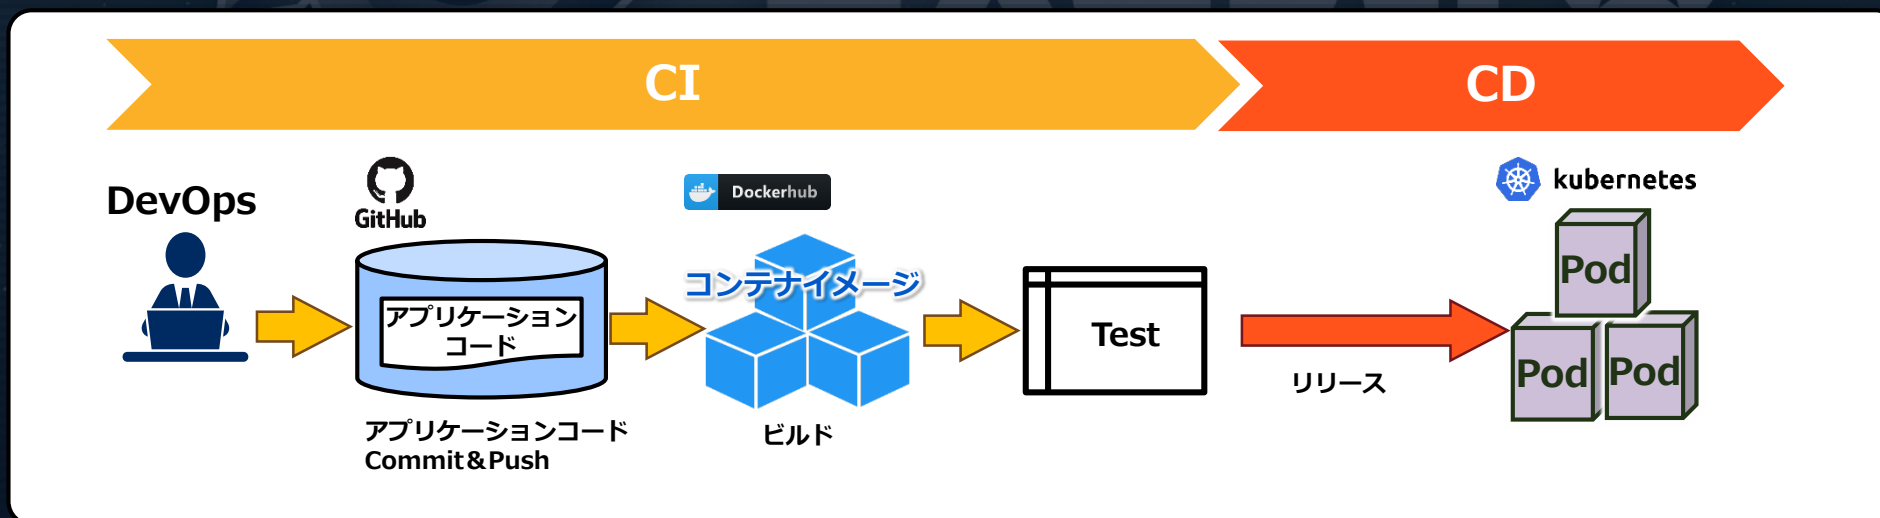 CI
CD
DevOps
GitHub
Dockerhub
kubernetes
アプリケーション
コード
コンテナイメージ
Test
Pod
Pod
Pod
リリース
アプリケーションコード
Commit&Push
ビルド